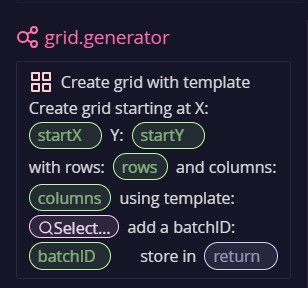 grid.generator
Create grid with template
Create grid starting at X:
startX Y: startY
with rows: rows and columns:
columns using template:
Select... add a batchID:
batchID store in return